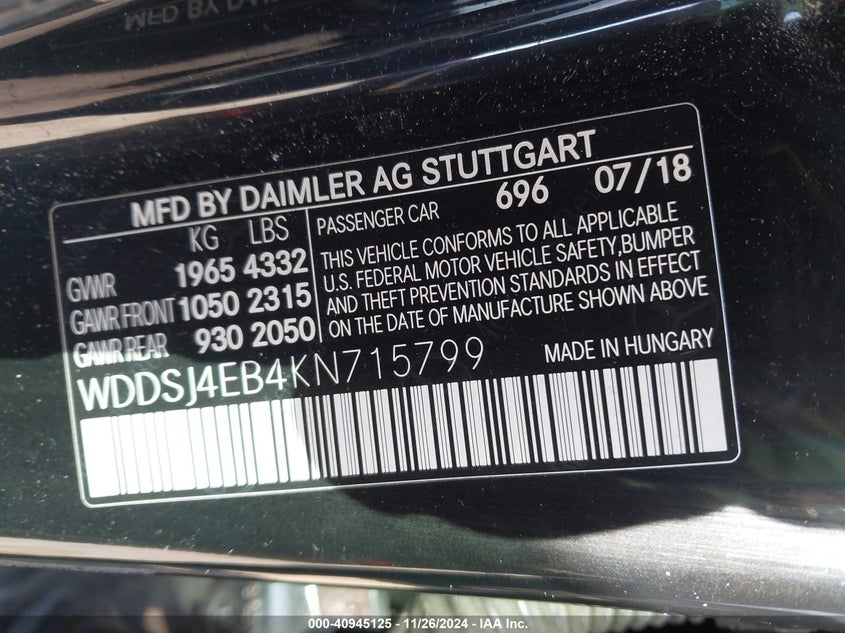 MFD BY DAIMLER AG STUTTGART
KG LBS
GVWR 1965 4332
GAWR FRONT 1050 2315
GAWR REAR 930 2050
PASSENGER CAR 696 07/18
THIS VEHICLE CONFORMS TO ALL APPLICABLE
U.S. FEDERAL MOTOR VEHICLE SAFETY, BUMPER
AND THEFT PREVENTION STANDARDS IN EFFECT
ON THE DATE OF MANUFACTURE SHOWN ABOVE
WDDSJ4EB4KN715799
MADE IN HUNGARY
000-40945125 - 11/26/2024 - IAA Inc.